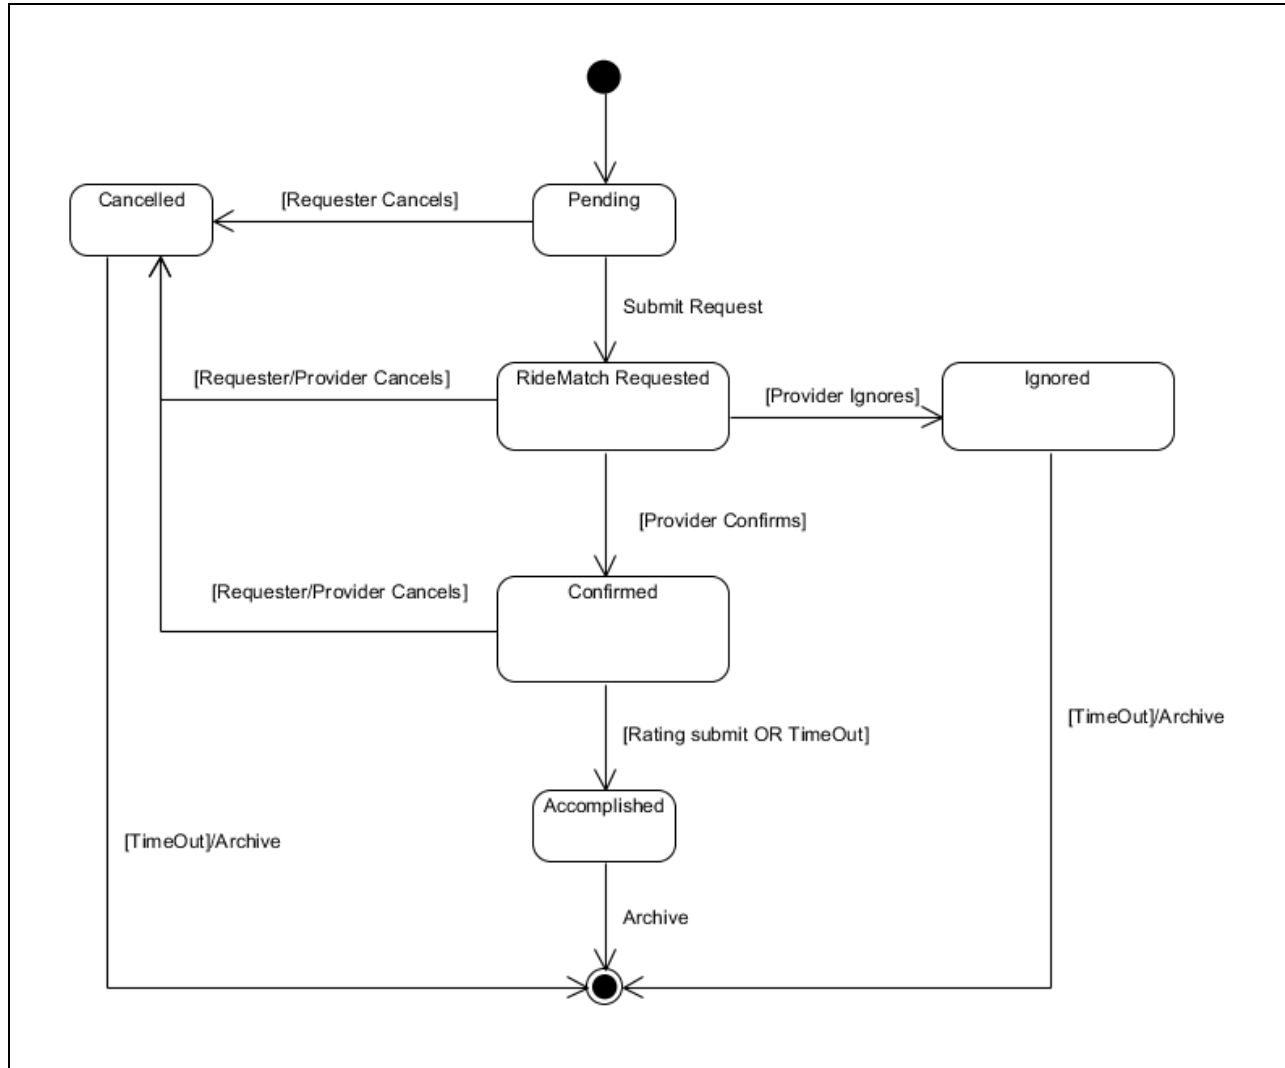 Cancelled
[Requester Cancels]
Pending
Submit Request
[Requester/Provider Cancels]
RideMatch Requested
[Provider Ignores]
Ignored
[Provider Confirms]
[Requester/Provider Cancels]
Confirmed
[TimeOut]/Archive
[Rating submit OR TimeOut]
Accomplished
[TimeOut]/Archive
Archive